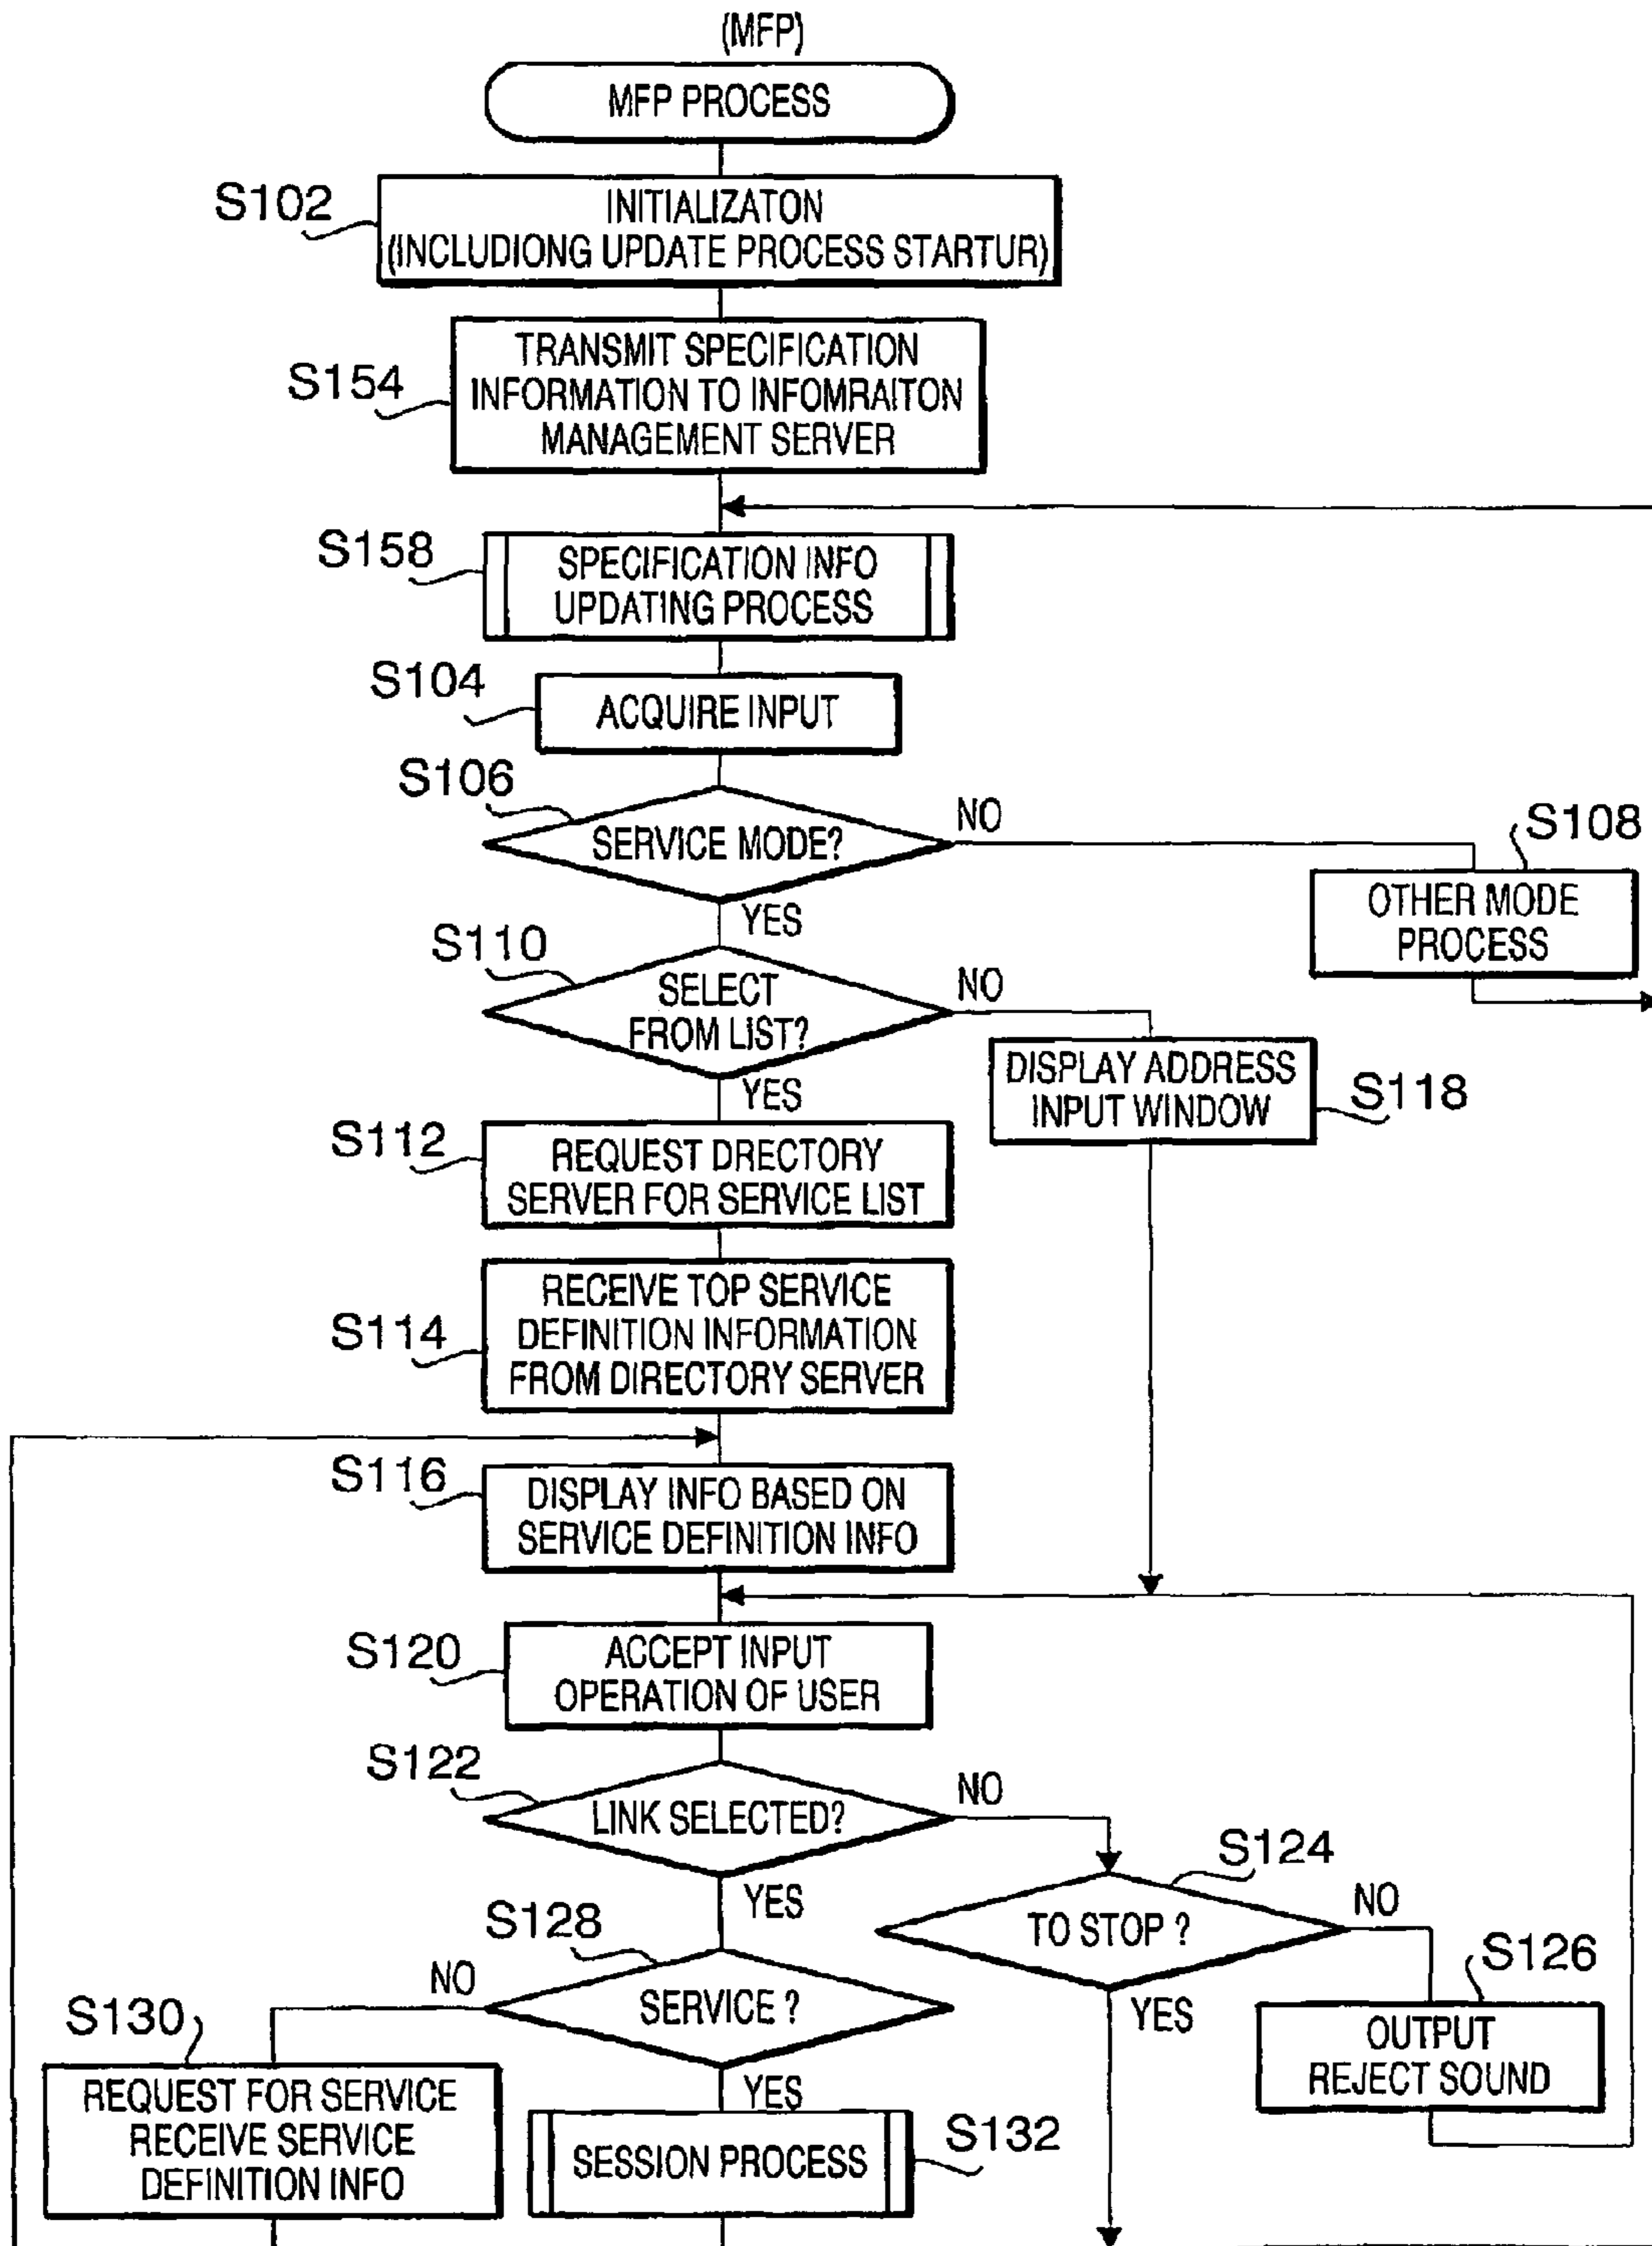 (MFP)
MFP PROCESS
S102
INITIALIZATON
(INCLUDIONG UPDATE PROCESS STARTUR)
S154
TRANSMIT SPECIFICATION
INFORMATION TO INFOMRAITON
MANAGEMENT SERVER
S158
SPECIFICATION INFO
UPDATING PROCESS
S104
ACQUIRE INPUT
S106
SERVICE MODE?
NO
YES
S108
OTHER MODE
PROCESS
S110
SELECT
FROM LIST?
NO
YES
DISPLAY ADDRESS
INPUT WINDOW
S118
S112
REQUEST DRECTORY
SERVER FOR SERVICE LIST
S114
RECEIVE TOP SERVICE
DEFINITION INFORMATION
FROM DIRECTORY SERVER
S116
DISPLAY INFO BASED ON
SERVICE DEFINITION INFO
S120
ACCEPT INPUT
OPERATION OF USER
S122
LINK SELECTED?
NO
YES
S124
TO STOP ?
NO
YES
S126
OUTPUT
REJECT SOUND
S128
SERVICE ?
NO
YES
S130
REQUEST FOR SERVICE
RECEIVE SERVICE
DEFINITION INFO
SESSION PROCESS
S132